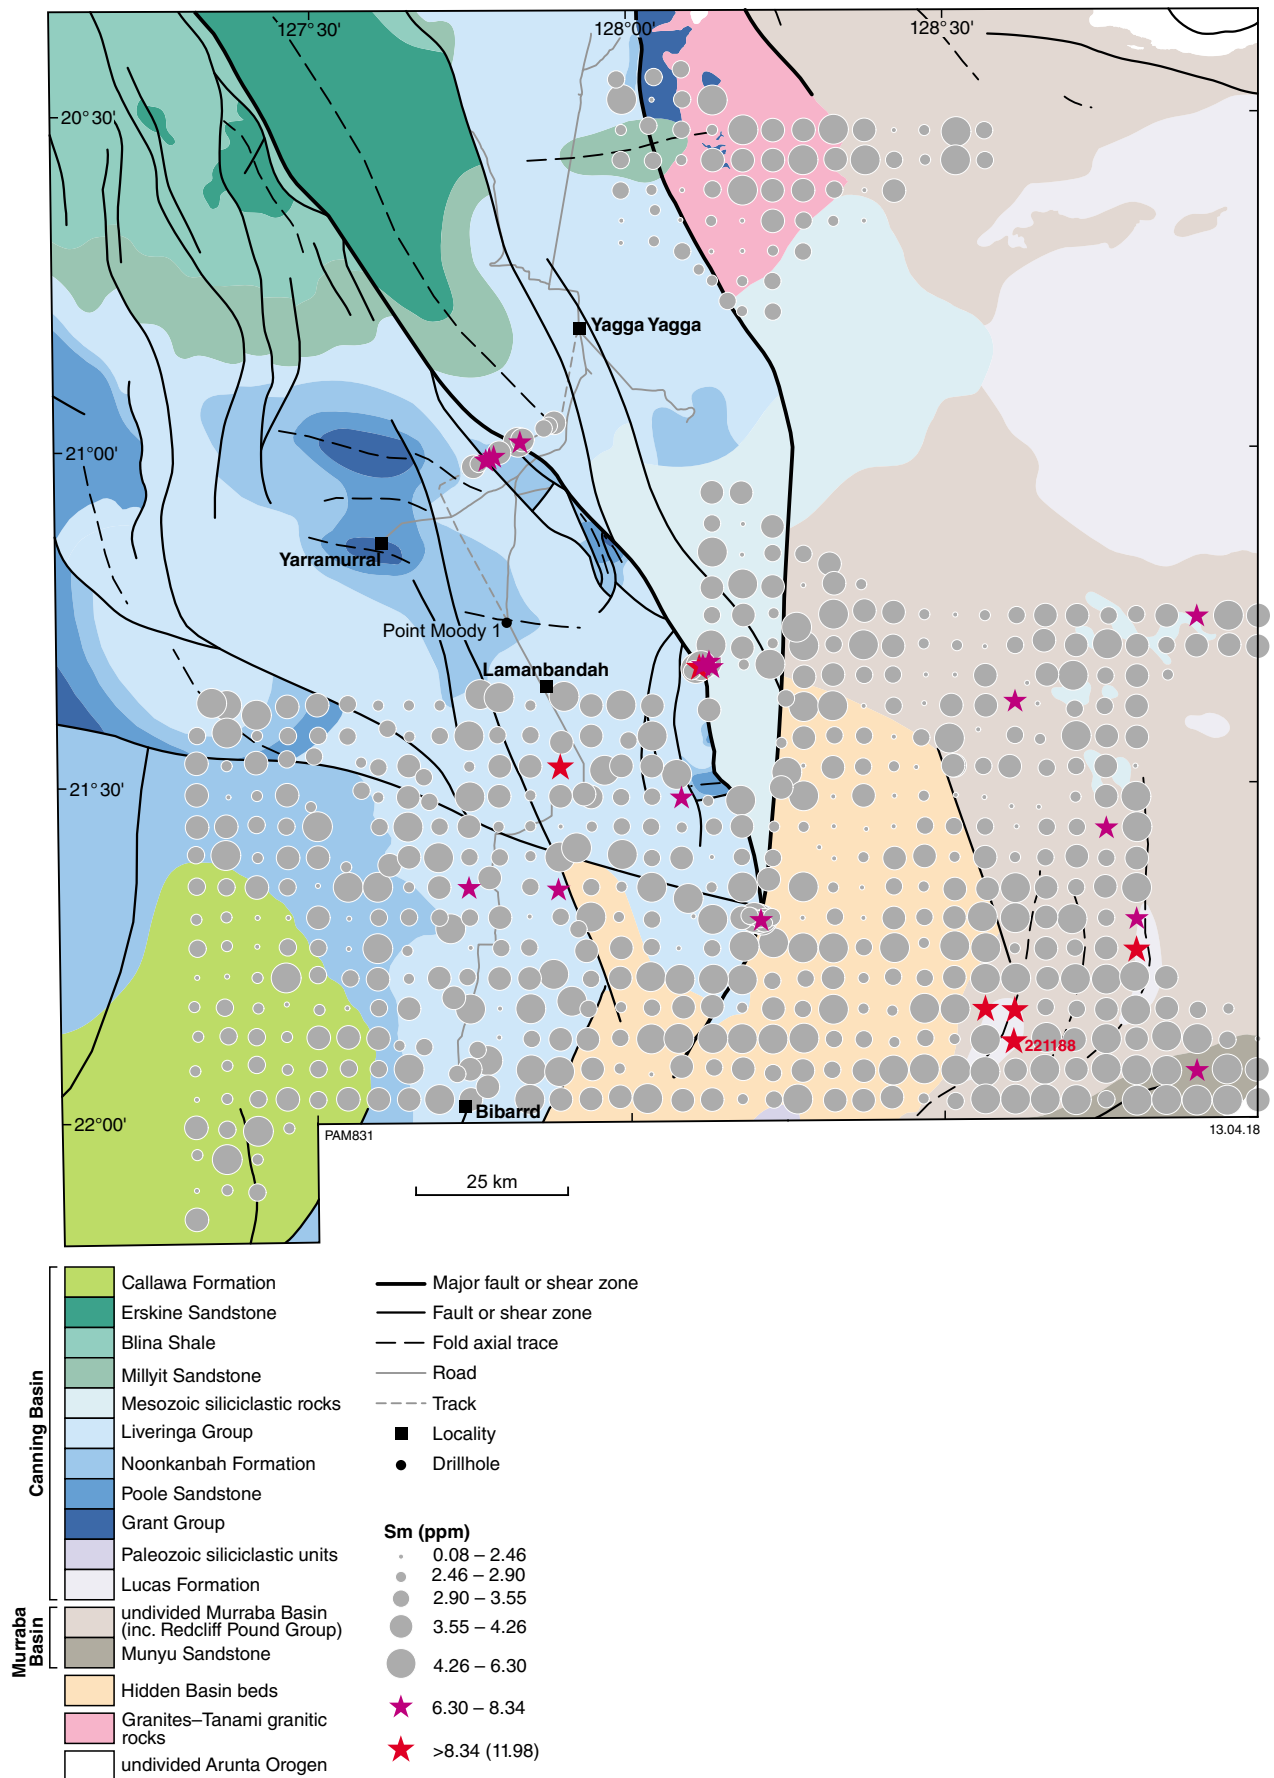 127°30'
128°00'
128°30'
20°30'
Yagga Yagga
21°00'
Yarramurral
Point Moody 1
Lamanbandah
21°30'
221188
Bibarrd
22°00'
PAM831
13.04.18
25 km
Canning Basin
Callawa Formation
Erskine Sandstone
Blina Shale
Millyit Sandstone
Mesozoic siliciclastic rocks
Liveringa Group
Noonkanbah Formation
Poole Sandstone
Grant Group
Paleozoic siliciclastic units
Lucas Formation
Murraba
Basin
undivided Murraba Basin
(inc. Redcliff Pound Group)
Munyu Sandstone
Hidden Basin beds
Granites–Tanami granitic
rocks
undivided Arunta Orogen
Major fault or shear zone
Fault or shear zone
Fold axial trace
Road
Track
Locality
Drillhole
Sm (ppm)
0.08 – 2.46
2.46 – 2.90
2.90 – 3.55
3.55 – 4.26
4.26 – 6.30
6.30 – 8.34
>8.34 (11.98)